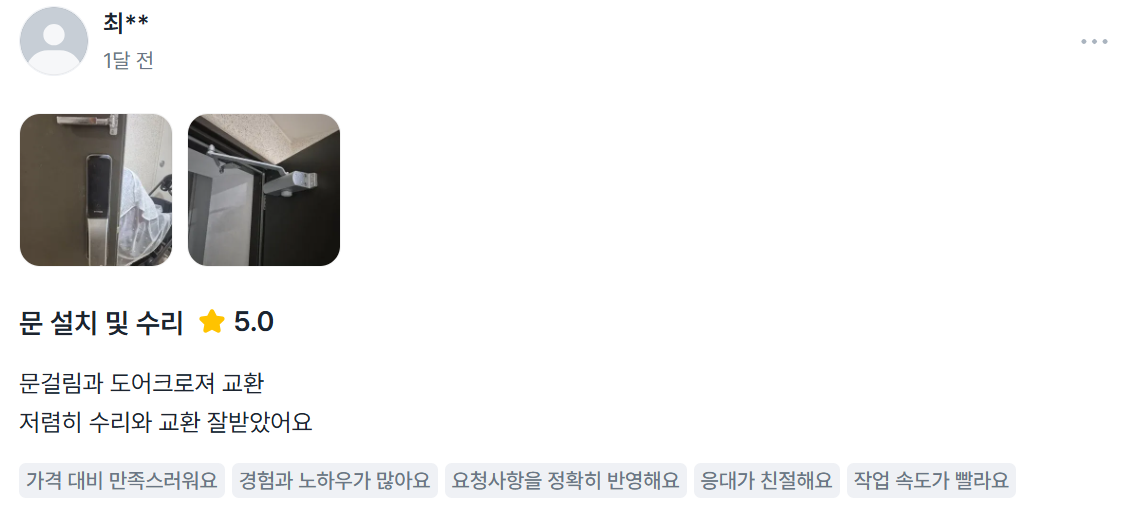 최**
1달 전
문 설치 및 수리 5.0
문걸림과 도어크로져 교환
저렴히 수리와 교환 잘받았어요
가격 대비 만족스러워요 경험과 노하우가 많아요 요청사항을 정확히 반영해요 응대가 친절해요 작업 속도가 빨라요